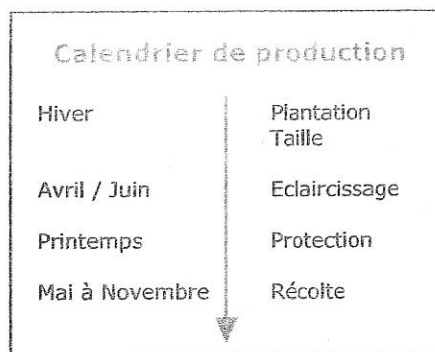 Calendrier de production
Hiver
Plantation
Taille
Avril / Juin
Eclaircissage
Printemps
Protection
Mai à Novembre
Récolte